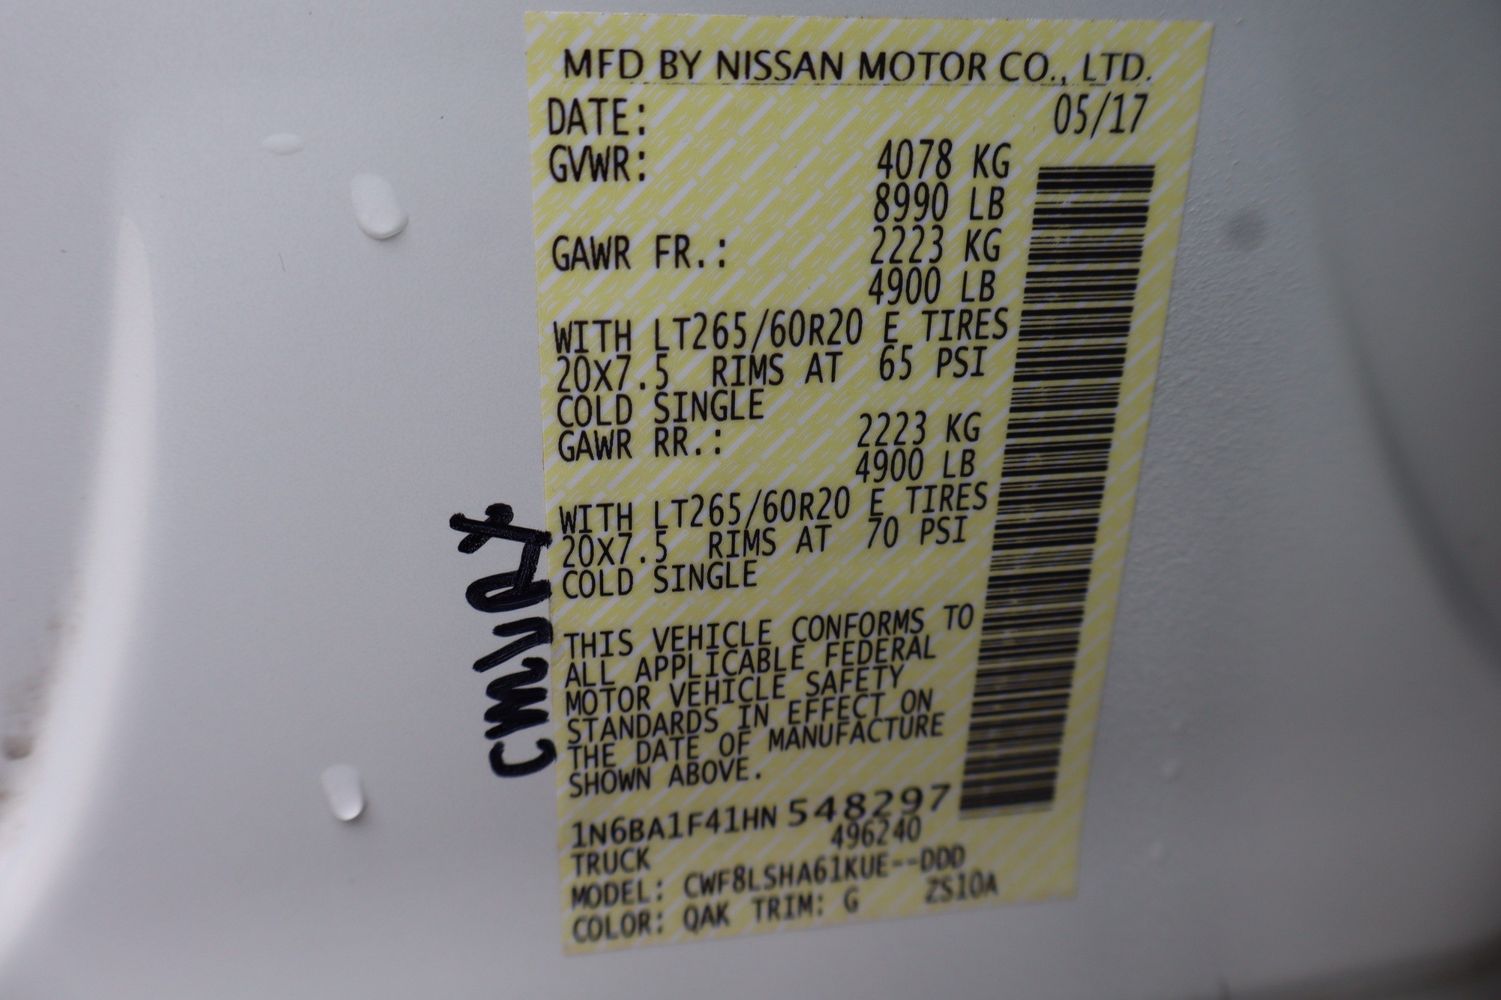 MFD BY NISSAN MOTOR CO., LTD.
DATE: 05/17
GVWR: 4078 KG
8990 LB
GAWR FR.: 2223 KG
4900 LB
WITH LT265/60R20 E TIRES
20X7.5 RIMS AT 65 PSI
COLD SINGLE
GAWR RR.: 2223 KG
4900 LB
WITH LT265/60R20 E TIRES
20X7.5 RIMS AT 70 PSI
COLD SINGLE
THIS VEHICLE CONFORMS TO
ALL APPLICABLE FEDERAL
MOTOR VEHICLE SAFETY
STANDARDS IN EFFECT ON
THE DATE OF MANUFACTURE
SHOWN ABOVE.
1N6BA1F41HN548297
496240
TRUCK
MODEL: CWF8LSHA61KUE--DDD
COLOR: QAK TRIM: G ZS10A